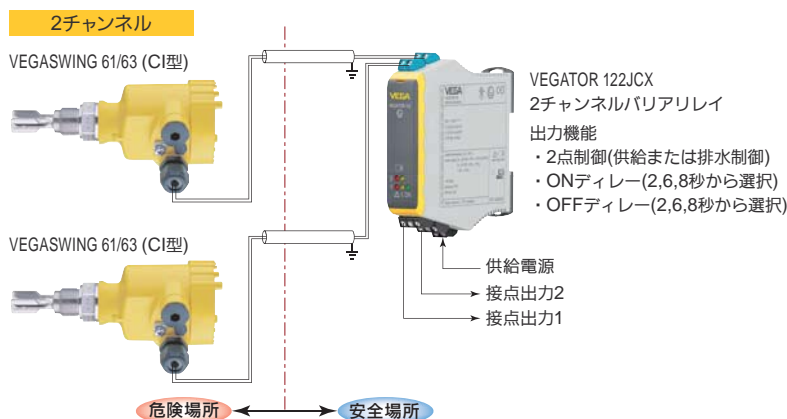 2チャンネル
VEGASWING 61/63 (CI型)
VEGATOR 122JCX
2チャンネルバリアリレイ
出力機能
・2点制御(供給または排水制御)
・ONディレー(2,6,8秒から選択)
・OFFディレー(2,6,8秒から選択)
VEGA
VEGA
VEGASWING 61/63 (CI型)
供給電源
接点出力2
接点出力1
危険場所
安全場所